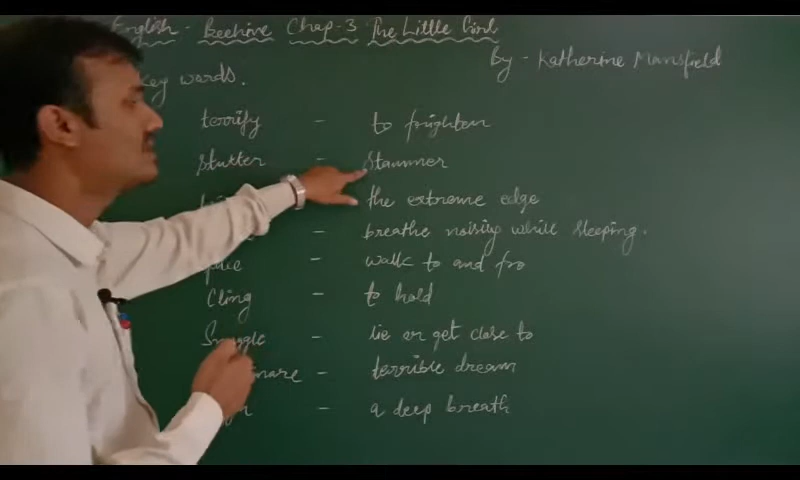 English - Beehive Chap-3 The Little Girl
By - Katherine Mansfield
Key words.
terrify - to frighten
stutter - Stammer
the extreme edge
- breathe noisity while sleeping.
- walk to and fro
Cling - to hold
Snuggle - lie or get close to
mare - terrible dream
- a deep breath